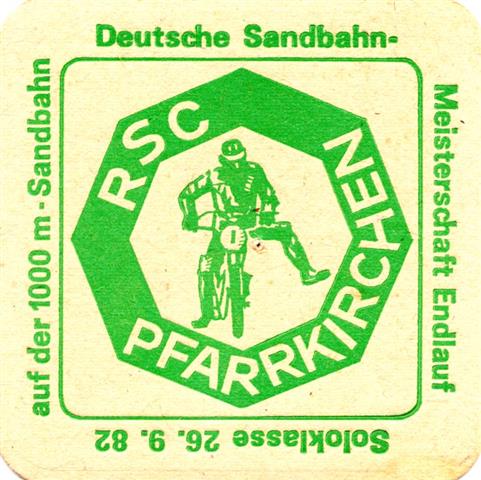 Deutsche Sandbahn-
Meisterschaft Endlauf
Soloklasse 26. 9. 82
auf der 1000 m - Sandbahn
RSC
PFARRKIRCHEN
1